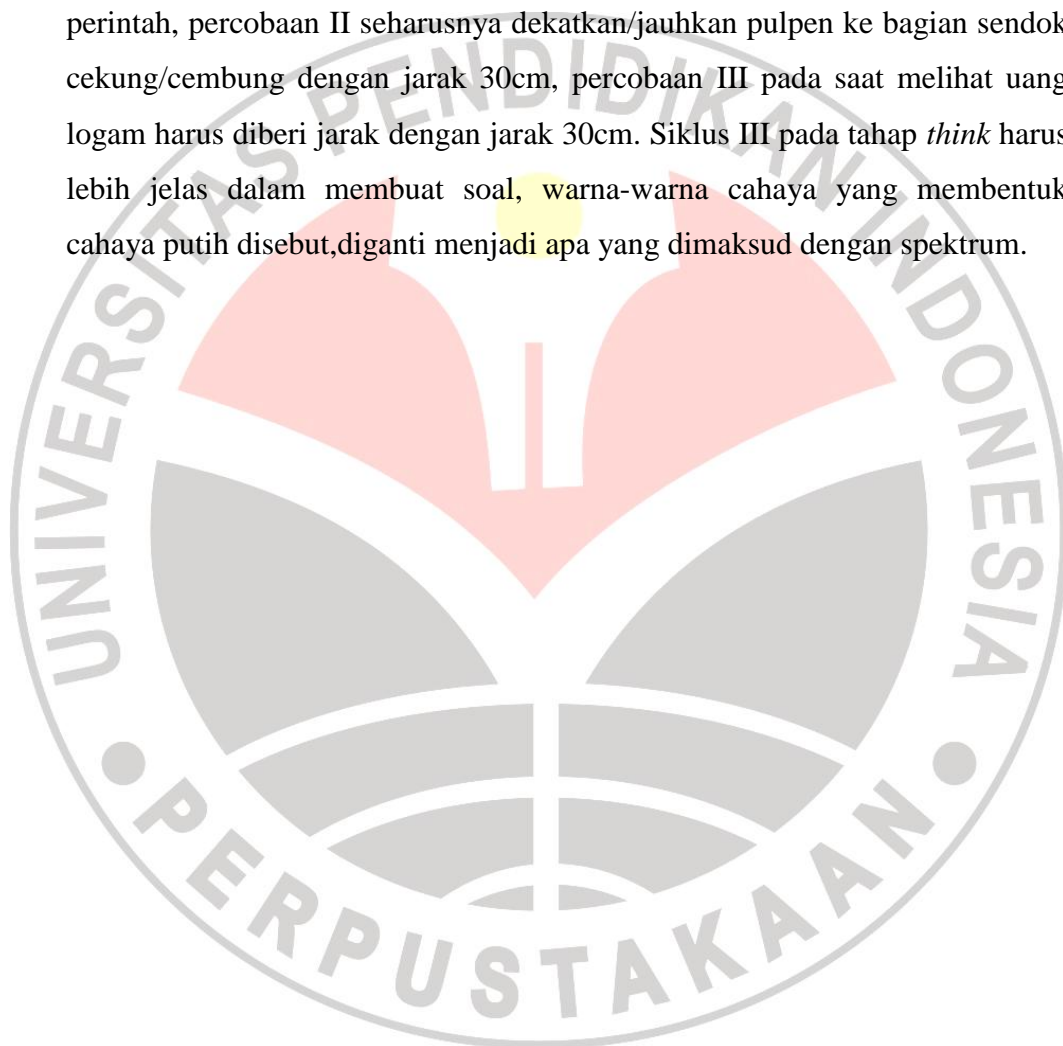 perintah, percobaan II seharusnya dekatkan/jauhkan pulpen ke bagian sendok
cekung/cembung dengan jarak 30cm, percobaan III pada saat melihat uang
logam harus diberi jarak dengan jarak 30cm. Siklus III pada tahap think harus
lebih jelas dalam membuat soal, warna-warna cahaya yang membentuk
cahaya putih disebut,diganti menjadi apa yang dimaksud dengan spektrum.
UNIVERSITAS PENDIDIKAN INDONESIA
PERPUSTAKAAN